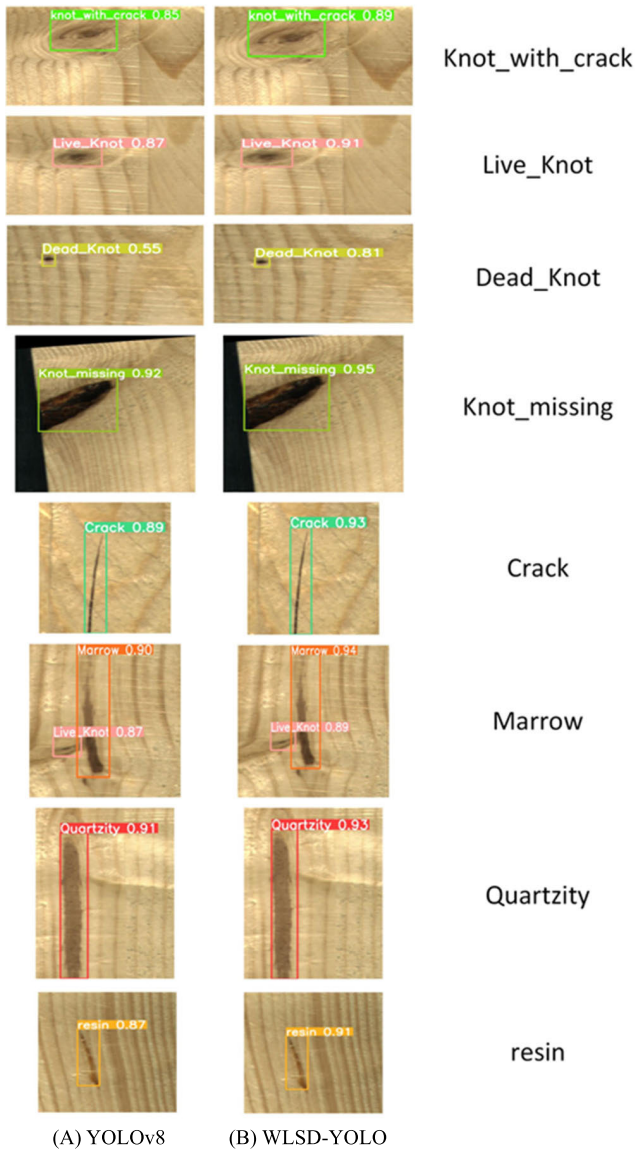 knot_with_crack 0.85
knot_with_crack 0.89
Knot_with_crack
Live_Knot 0.87
Live_Knot 0.91
Live_Knot
Dead_Knot 0.55
Dead_Knot 0.81
Dead_Knot
Knot_missing 0.92
Knot_missing 0.95
Knot_missing
Crack 0.89
Crack 0.93
Crack
Marrow 0.90
Marrow 0.94
Live_Knot 0.87
Live_Knot 0.89
Marrow
Quartzity 0.91
Quartzity 0.93
Quartzity
resin 0.87
resin 0.91
resin
(A) YOLOv8
(B) WLSD-YOLO